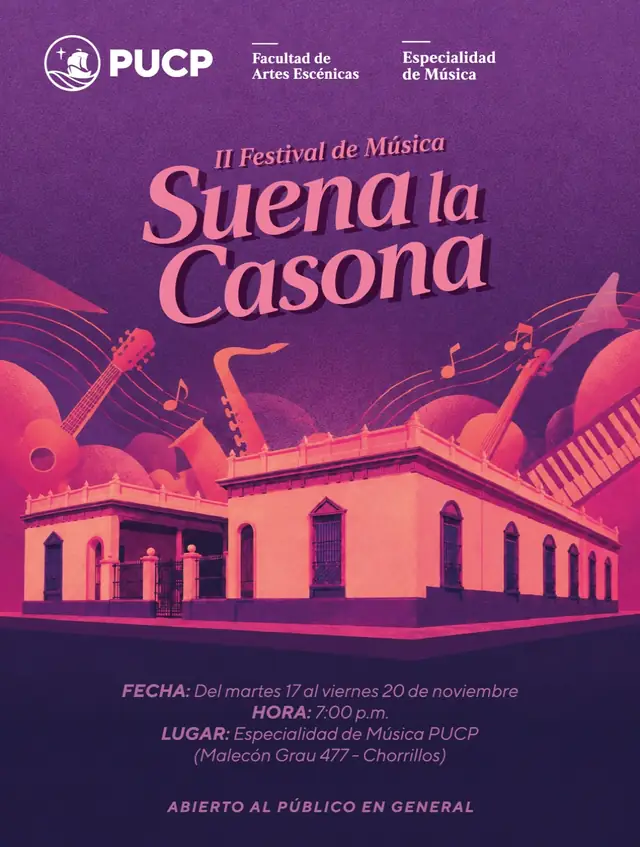 PUCP
Facultad de
Artes Escénicas
Especialidad
de Música
II Festival de Música
Suena la
Casona
FECHA: Del martes 17 al viernes 20 de noviembre
HORA: 7:00 p.m.
LUGAR: Especialidad de Música PUCP
(Malecón Grau 477 - Chorrillos)
ABIERTO AL PÚBLICO EN GENERAL